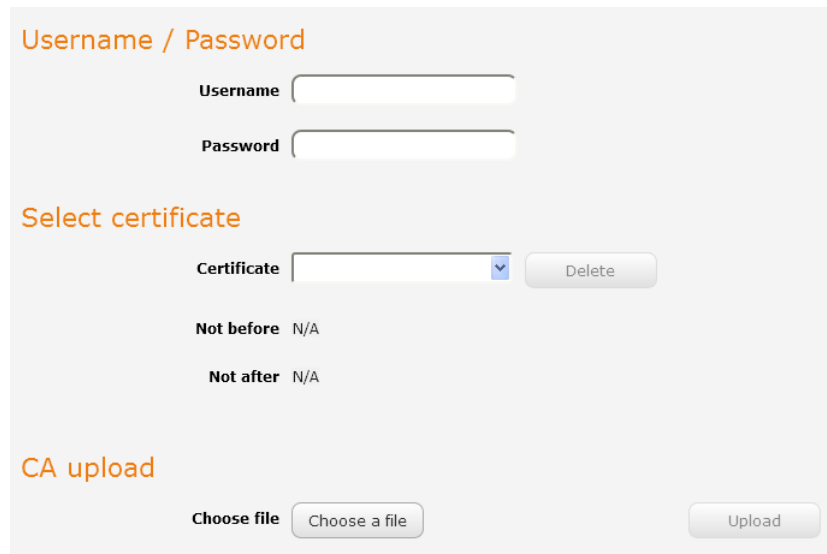 Username / Password
Username
Password
Select certificate
Certificate Delete
Not before N/A
Not after N/A
CA upload
Choose file Choose a file Upload